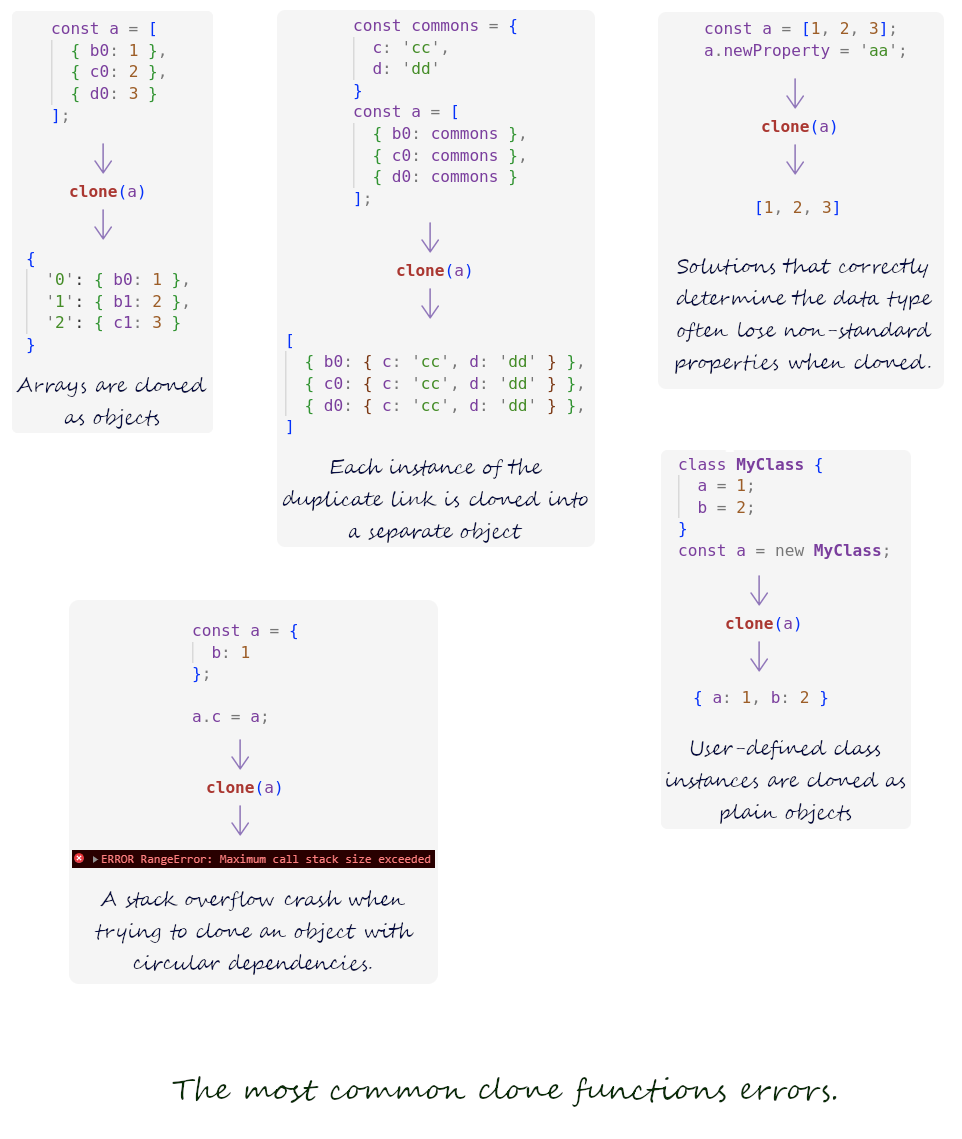 const a = [
{ b0: 1 },
{ c0: 2 },
{ d0: 3 }
];
clone(a)
{
'0': { b0: 1 },
'1': { b1: 2 },
'2': { c1: 3 }
}
Arrays are cloned
as objects
const commons = {
c: 'cc',
d: 'dd'
}
const a = [
{ b0: commons },
{ c0: commons },
{ d0: commons }
];
clone(a)
[
{ b0: { c: 'cc', d: 'dd' } },
{ c0: { c: 'cc', d: 'dd' } },
{ d0: { c: 'cc', d: 'dd' } },
]
Each instance of the
duplicate link is cloned into
a separate object
const a = [1, 2, 3];
a.newProperty = 'aa';
clone(a)
[1, 2, 3]
Solutions that correctly
determine the data type
often lose non-standard
properties when cloned.
class MyClass {
a = 1;
b = 2;
}
const a = new MyClass;
clone(a)
{ a: 1, b: 2 }
User-defined class
instances are cloned as
plain objects
const a = {
b: 1
};
a.c = a;
clone(a)
ERROR RangeError: Maximum call stack size exceeded
A stack overflow crash when
trying to clone an object with
circular dependencies.
The most common clone functions errors.